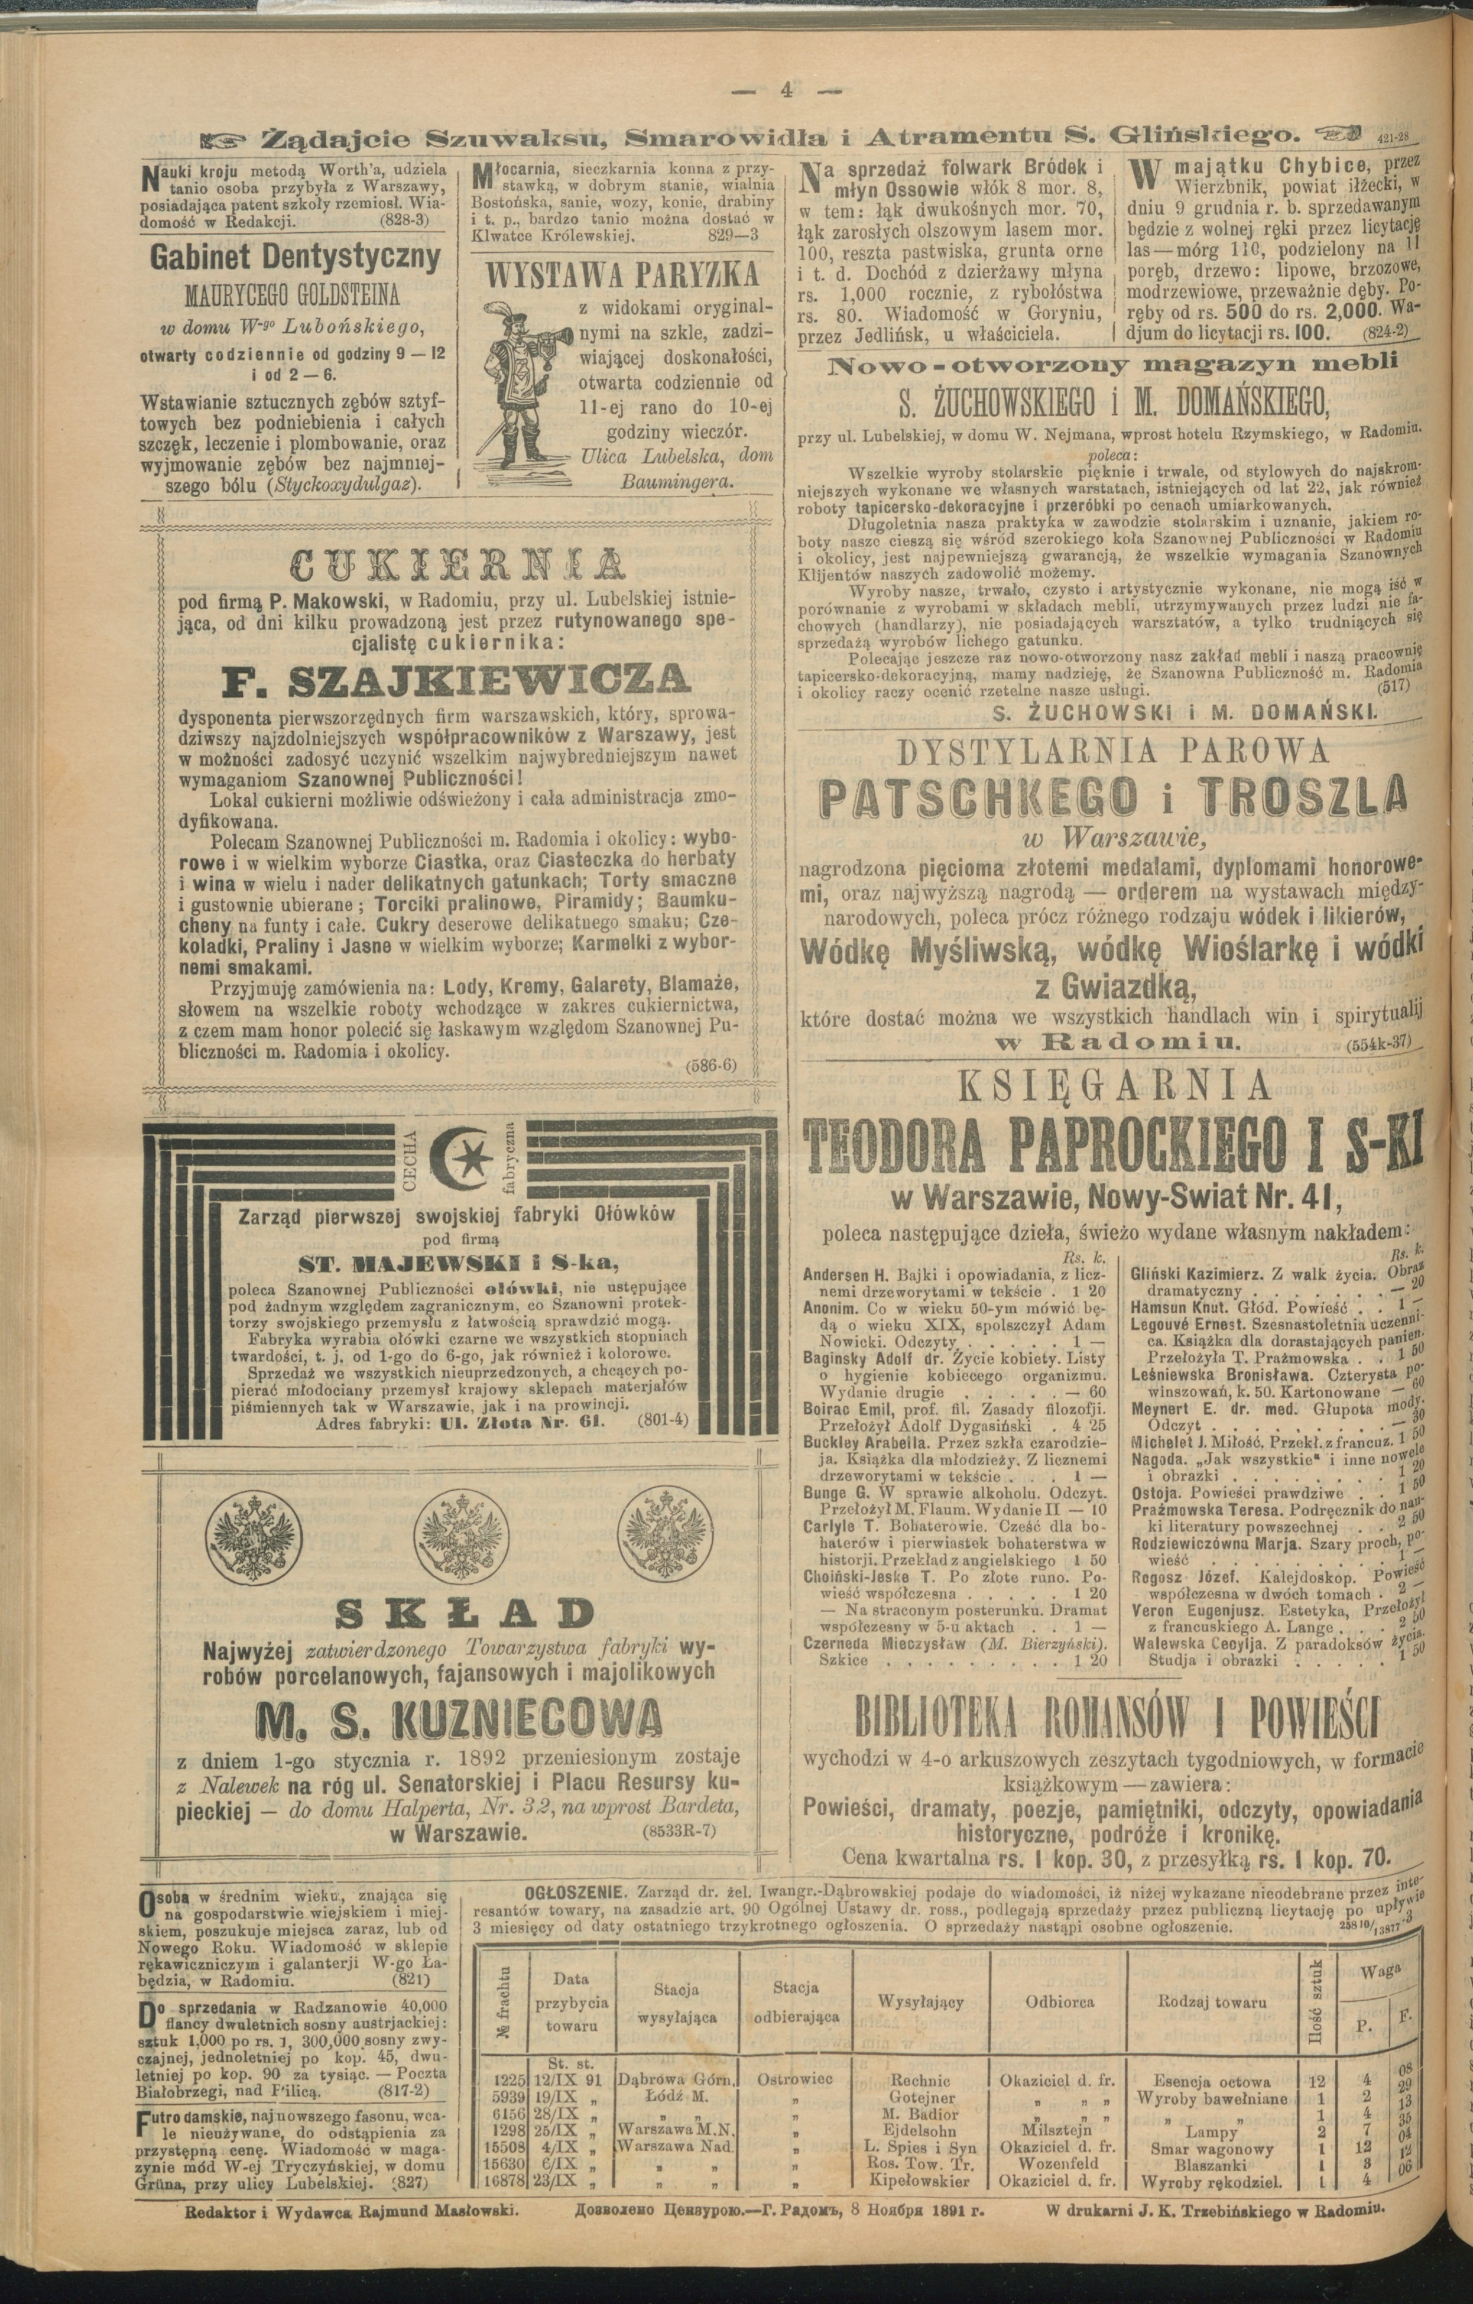 — 4 —
Żądajcie Szuwaksu, Smarowidła i Atramentu S. Glińskiego. 421-28
Nauki kroju metodą Worth'a, udziela
tanio osoba przybyła z Warszawy,
posiadająca patent szkoły rzemiosł. Wia-
domość w Redakcji. (828-3)
Gabinet Dentystyczny
MAURYCEGO GOLDSTEINA
w domu W-go Lubońskiego,
otwarty codziennie od godziny 9 — 12
i od 2 — 6.
Wstawianie sztucznych zębów sztyf-
towych bez podniebienia i całych
szczęk, leczenie i plombowanie, oraz
wyjmowanie zębów bez najmniej-
szego bólu (Styckoxydulgaz).
Młocarnia, sieczkarnia konna z przy-
stawką, w dobrym stanie, wialnia
Bostońska, sanie, wozy, konie, drabiny
i t. p., bardzo tanio można dostać w
Klwatce Królewskiej. 829—3
WYSTAWA PARYZKA
z widokami oryginal-
nymi na szkle, zadzi-
wiającej doskonałości,
otwarta codziennie od
11-ej rano do 10-ej
godziny wieczór.
Ulica Lubelska, dom
Baumingera.
Na sprzedaż folwark Bródek i
młyn Ossowie włók 8 mor. 8,
w tem: łąk dwukośnych mor. 70,
łąk zarosłych olszowym lasem mor.
100, reszta pastwiska, grunta orne
i t. d. Dochód z dzierżawy młyna
rs. 1,000 rocznie, z rybołóstwa
rs. 80. Wiadomość w Goryniu,
przez Jedlińsk, u właściciela.
W majątku Chybice, przez
Wierzbnik, powiat iłżecki, w
dniu 9 grudnia r. b. sprzedawanym
będzie z wolnej ręki przez licytację
las—mórg 110, podzielony na 11
poręb, drzewo: lipowe, brzozowe,
modrzewiowe, przeważnie dęby. Po-
ręby od rs. 500 do rs. 2,000. Wa-
djum do licytacji rs. 100. (824-2)
Nowo-otworzony magazyn mebli
S. ŻUCHOWSKIEGO i M. DOMAŃSKIEGO,
przy ul. Lubelskiej, w domu W. Nejmana, wprost hotelu Rzymskiego, w Radomiu.
poleca:
Wszelkie wyroby stolarskie pięknie i trwale, od stylowych do najskrom-
niejszych wykonane we własnych warstatach, istniejących od lat 22, jak również
roboty tapicersko-dekoracyjne i przeróbki po cenach umiarkowanych.
Długoletnia nasza praktyka w zawodzie stolarskim i uznanie, jakiem ro-
boty nasze cieszą się wśród szerokiego koła Szanownej Publiczności w Radomiu
i okolicy, jest najpewniejszą gwarancją, że wszelkie wymagania Szanownych
Klijentów naszych zadowolić możemy.
Wyroby nasze, trwało, czysto i artystycznie wykonane, nie mogą iść w
porównanie z wyrobami w składach mebli, utrzymywanych przez ludzi nie fa-
chowych (handlarzy), nie posiadających warsztatów, a tylko trudniących się
sprzedażą wyrobów lichego gatunku.
Polecając jeszcze raz nowo-otworzony nasz zakład mebli i naszą pracownię
tapicersko-dekoracyjną, mamy nadzieję, że Szanowna Publiczność m. Radomia
i okolicy raczy ocenić rzetelne nasze usługi. (517)
S. ŻUCHOWSKI i M. DOMAŃSKI.
CUKIERNIA
pod firmą P. Makowski, w Radomiu, przy ul. Lubelskiej istnie-
jąca, od dni kilku prowadzoną jest przez rutynowanego spe-
cjalistę cukiernika:
F. SZAJKIEWICZA
dysponenta pierwszorzędnych firm warszawskich, który, sprowa-
dziwszy najzdolniejszych współpracowników z Warszawy, jest
w możności zadosyć uczynić wszelkim najwybredniejszym nawet
wymaganiom Szanownej Publiczności!
Lokal cukierni możliwie odświeżony i cała administracja zmo-
dyfikowana.
Polecam Szanownej Publiczności m. Radomia i okolicy: wybo-
rowe i w wielkim wyborze Ciastka, oraz Ciasteczka do herbaty
i wina w wielu i nader delikatnych gatunkach; Torty smaczne
i gustownie ubierane; Torciki pralinowe, Piramidy; Baumku-
cheny na funty i całe. Cukry deserowe delikatnego smaku; Cze-
koladki, Praliny i Jasne w wielkim wyborze; Karmelki z wybor-
nemi smakami.
Przyjmuję zamówienia na: Lody, Kremy, Galarety, Blamaże,
słowem na wszelkie roboty wchodzące w zakres cukiernictwa,
z czem mam honor polecić się łaskawym względom Szanownej Pu-
bliczności m. Radomia i okolicy.
(586-6)
DYSTYLARNIA PAROWA
PATSCHKEGO i TROSZLA
w Warszawie,
nagrodzona pięcioma złotemi medalami, dyplomami honorowe-
mi, oraz najwyższą nagrodą — orderem na wystawach między-
narodowych, poleca prócz różnego rodzaju wódek i likierów,
Wódkę Myśliwską, wódkę Wioślarkę i wódki
z Gwiazdką,
które dostać można we wszystkich handlach win i spirytualij
w Radomiu. (554k-37)
CECHA fabryczna
Zarząd pierwszej swojskiej fabryki Ołówków
pod firmą
ST. MAJEWSKI i S-ka,
poleca Szanownej Publiczności ołówki, nie ustępujące
pod żadnym względem zagranicznym, co Szanowni protek-
torzy swojskiego przemysłu z łatwością sprawdzić mogą.
Fabryka wyrabia ołówki czarne we wszystkich stopniach
twardości, t. j. od 1-go do 6-go, jak również i kolorowe.
Sprzedaż we wszystkich nieuprzedzonych, a chcących po-
pierać młodociany przemysł krajowy sklepach materjałów
piśmiennych tak w Warszawie, jak i na prowincji.
Adres fabryki: Ul. Złota Nr. 61. (801-4)
SKŁAD
Najwyżej zatwierdzonego Towarzystwa fabryki wy-
robów porcelanowych, fajansowych i majolikowych
M. S. KUZNIECOWA
z dniem 1-go stycznia r. 1892 przeniesionym zostaje
z Nalewek na róg ul. Senatorskiej i Placu Resursy ku-
pieckiej — do domu Halperta, Nr. 32, na wprost Bardeta,
w Warszawie. (8533R-7)
KSIĘGARNIA
TEODORA PAPROCKIEGO I S-KI
w Warszawie, Nowy-Swiat Nr. 41,
poleca następujące dzieła, świeżo wydane własnym nakładem:
Rs. k.
Andersen H. Bajki i opowiadania, z licz-
nemi drzeworytami w tekście . 1 20
Anonim. Co w wieku 50-ym mówić bę-
dą o wieku XIX, spolszczył Adam
Nowicki. Odczyty . . . . . 1 —
Baginsky Adolf dr. Życie kobiety. Listy
o hygienie kobiecego organizmu.
Wydanie drugie . . . . . — 60
Boirac Emil, prof. fil. Zasady filozofji.
Przełożył Adolf Dygasiński . 4 25
Buckley Arabella. Przez szkła czarodzie-
ja. Książka dla młodzieży. Z licznemi
drzeworytami w tekście . . . 1 —
Bunge G. W sprawie alkoholu. Odczyt.
Przełożył M. Flaum. Wydanie II — 10
Carlyle T. Bohaterowie. Cześć dla bo-
haterów i pierwiastek bohaterstwa w
historji. Przekład z angielskiego 1 50
Choiński-Jeske T. Po złote runo. Po-
wieść współczesna . . . . . 1 20
— Na straconym posterunku. Dramat
współczesny w 5-u aktach . . 1 —
Czerneda Mieczysław (M. Bierzyński).
Szkice . . . . . . . . . 1 20
Rs. k.
Gliński Kazimierz. Z walk życia. Obraz
dramatyczny . . . . . . — 20
Hamsun Knut. Głód. Powieść . . 1 —
Legouvé Ernest. Szesnastoletnia uczenni-
ca. Książka dla dorastających panien.
Przełożyła T. Prażmowska . . 1 50
Leśniewska Bronisława. Czterysta po-
winszowań, k. 50. Kartonowane — 60
Meynert E. dr. med. Głupota mody.
Odczyt . . . . . . . . — 30
Michelet J. Miłość. Przekł. z francuz. 1 50
Nagoda. „Jak wszystkie" i inne nowele
i obrazki . . . . . . . 1 20
Ostoja. Powieści prawdziwe . . 1 50
Prażmowska Teresa. Podręcznik do nau-
ki literatury powszechnej . . 2 50
Rodziewiczówna Marja. Szary proch, po-
wieść . . . . . . . . 1 —
Rogosz Józef. Kalejdoskop. Powieść
współczesna w dwóch tomach . 2 —
Veron Eugenjusz. Estetyka, Przełożył
z francuskiego A. Lange . . . 2 50
Walewska Cecylja. Z paradoksów życia.
Studja i obrazki . . . . . 1 50
BIBLIOTEKA ROMANSÓW I POWIEŚCI
wychodzi w 4-o arkuszowych zeszytach tygodniowych, w formacie
książkowym — zawiera:
Powieści, dramaty, poezje, pamiętniki, odczyty, opowiadania
historyczne, podróże i kronikę.
Cena kwartalna rs. 1 kop. 30, z przesyłką rs. 1 kop. 70.
Osoba w średnim wieku, znająca się
na gospodarstwie wiejskiem i miej-
skiem, poszukuje miejsca zaraz, lub od
Nowego Roku. Wiadomość w sklepie
rękawiczniczym i galanterji W-go Ła-
będzia, w Radomiu. (821)
Do sprzedania w Radzanowie 40,000
flancy dwuletnich sosny austrjackiej:
sztuk 1,000 po rs. 1, 300,000 sosny zwy-
czajnej, jednoletniej po kop. 45, dwu-
letniej po kop. 90 za tysiąc. — Poczta
Białobrzegi, nad Pilicą. (817-2)
Futro damskie, najnowszego fasonu, wca-
le nieużywane, do odstąpienia za
przystępną cenę. Wiadomość w maga-
zynie mód W-ej Tryczyńskiej, w domu
Grüna, przy ulicy Lubelskiej. (827)
OGŁOSZENIE. Zarząd dr. żel. Iwangr.-Dąbrowskiej podaje do wiadomości, iż niżej wykazane nieodebrane przez inte-
resantów towary, na zasadzie art. 90 Ogólnej Ustawy dr. ross., podlegają sprzedaży przez publiczną licytację po upływie
3 miesięcy od daty ostatniego trzykrotnego ogłoszenia. O sprzedaży nastąpi osobne ogłoszenie. 25810/13877-3
№ frachtu | Data przybycia towaru | Stacja wysyłająca | Stacja odbierająca | Wysyłający | Odbiorca | Rodzaj towaru | Ilość sztuk | Waga P. F.
St. st.
1225 12/IX 91 Dąbrowa Górn. Ostrowiec Rechnic Okaziciel d. fr. Esencja octowa 12 4 08
5939 19/IX „ Łódź M. „ Gotejner „ „ „ Wyroby bawełniane 1 2 29
6156 28/IX „ „ „ „ M. Badior „ „ „ „ „ 1 4 13
1298 25/IX „ Warszawa M.N. „ Ejdelsohn Milsztejn Lampy 2 7 35
15503 4/IX „ Warszawa Nad. „ L. Spies i Syn Okaziciel d. fr. Smar wagonowy 1 12 04
15630 6/IX „ „ „ „ Ros. Tow. Tr. Wozenfeld Blaszanki 1 3 12
16878 23/IX „ „ „ „ Kipełowskier Okaziciel d. fr. Wyroby rękodziel. 1 4 06
Redaktor i Wydawca Rajmund Masłowski. Дозволено Цензурою.—Г. Радомъ, 8 Ноября 1891 г. W drukarni J. K. Trzebińskiego w Radomiu.